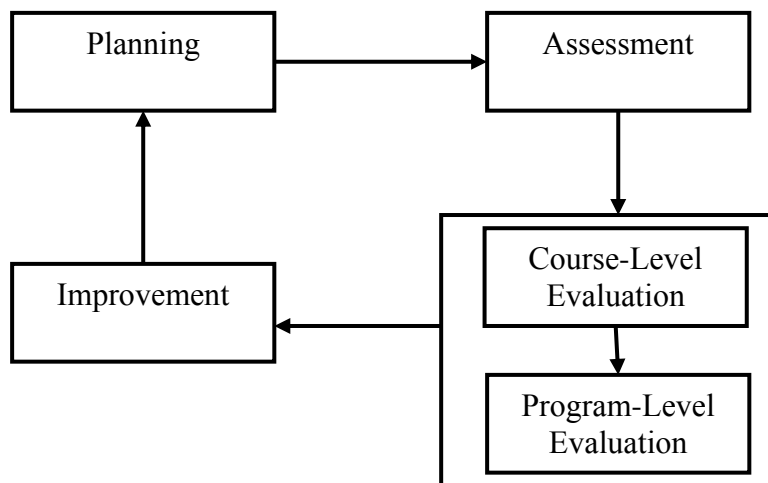 Planning
Assessment
Improvement
Course-Level
Evaluation
Program-Level
Evaluation